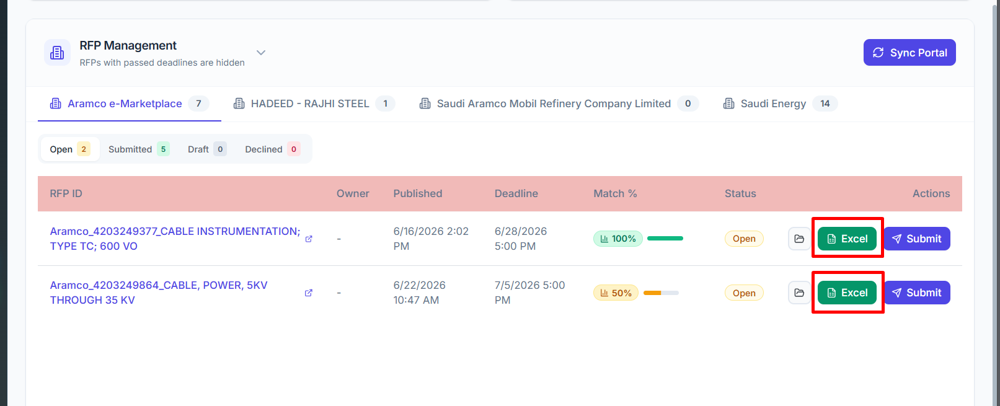 RFP Management
RFPs with passed deadlines are hidden
Sync Portal
Aramco e-Marketplace 7 HADEED - RAJHI STEEL 1 Saudi Aramco Mobil Refinery Company Limited 0 Saudi Energy 14
Open 2 Submitted 5 Draft 0 Declined 0
RFP ID Owner Published Deadline Match % Status Actions
Aramco_4203249377_CABLE INSTRUMENTATION;
TYPE TC; 600 VO
-
6/16/2026 2:02
PM
6/28/2026
5:00 PM
100%
Open
Excel
Submit
Aramco_4203249864_CABLE, POWER, 5KV
THROUGH 35 KV
-
6/22/2026
10:47 AM
7/5/2026 5:00
PM
50%
Open
Excel
Submit